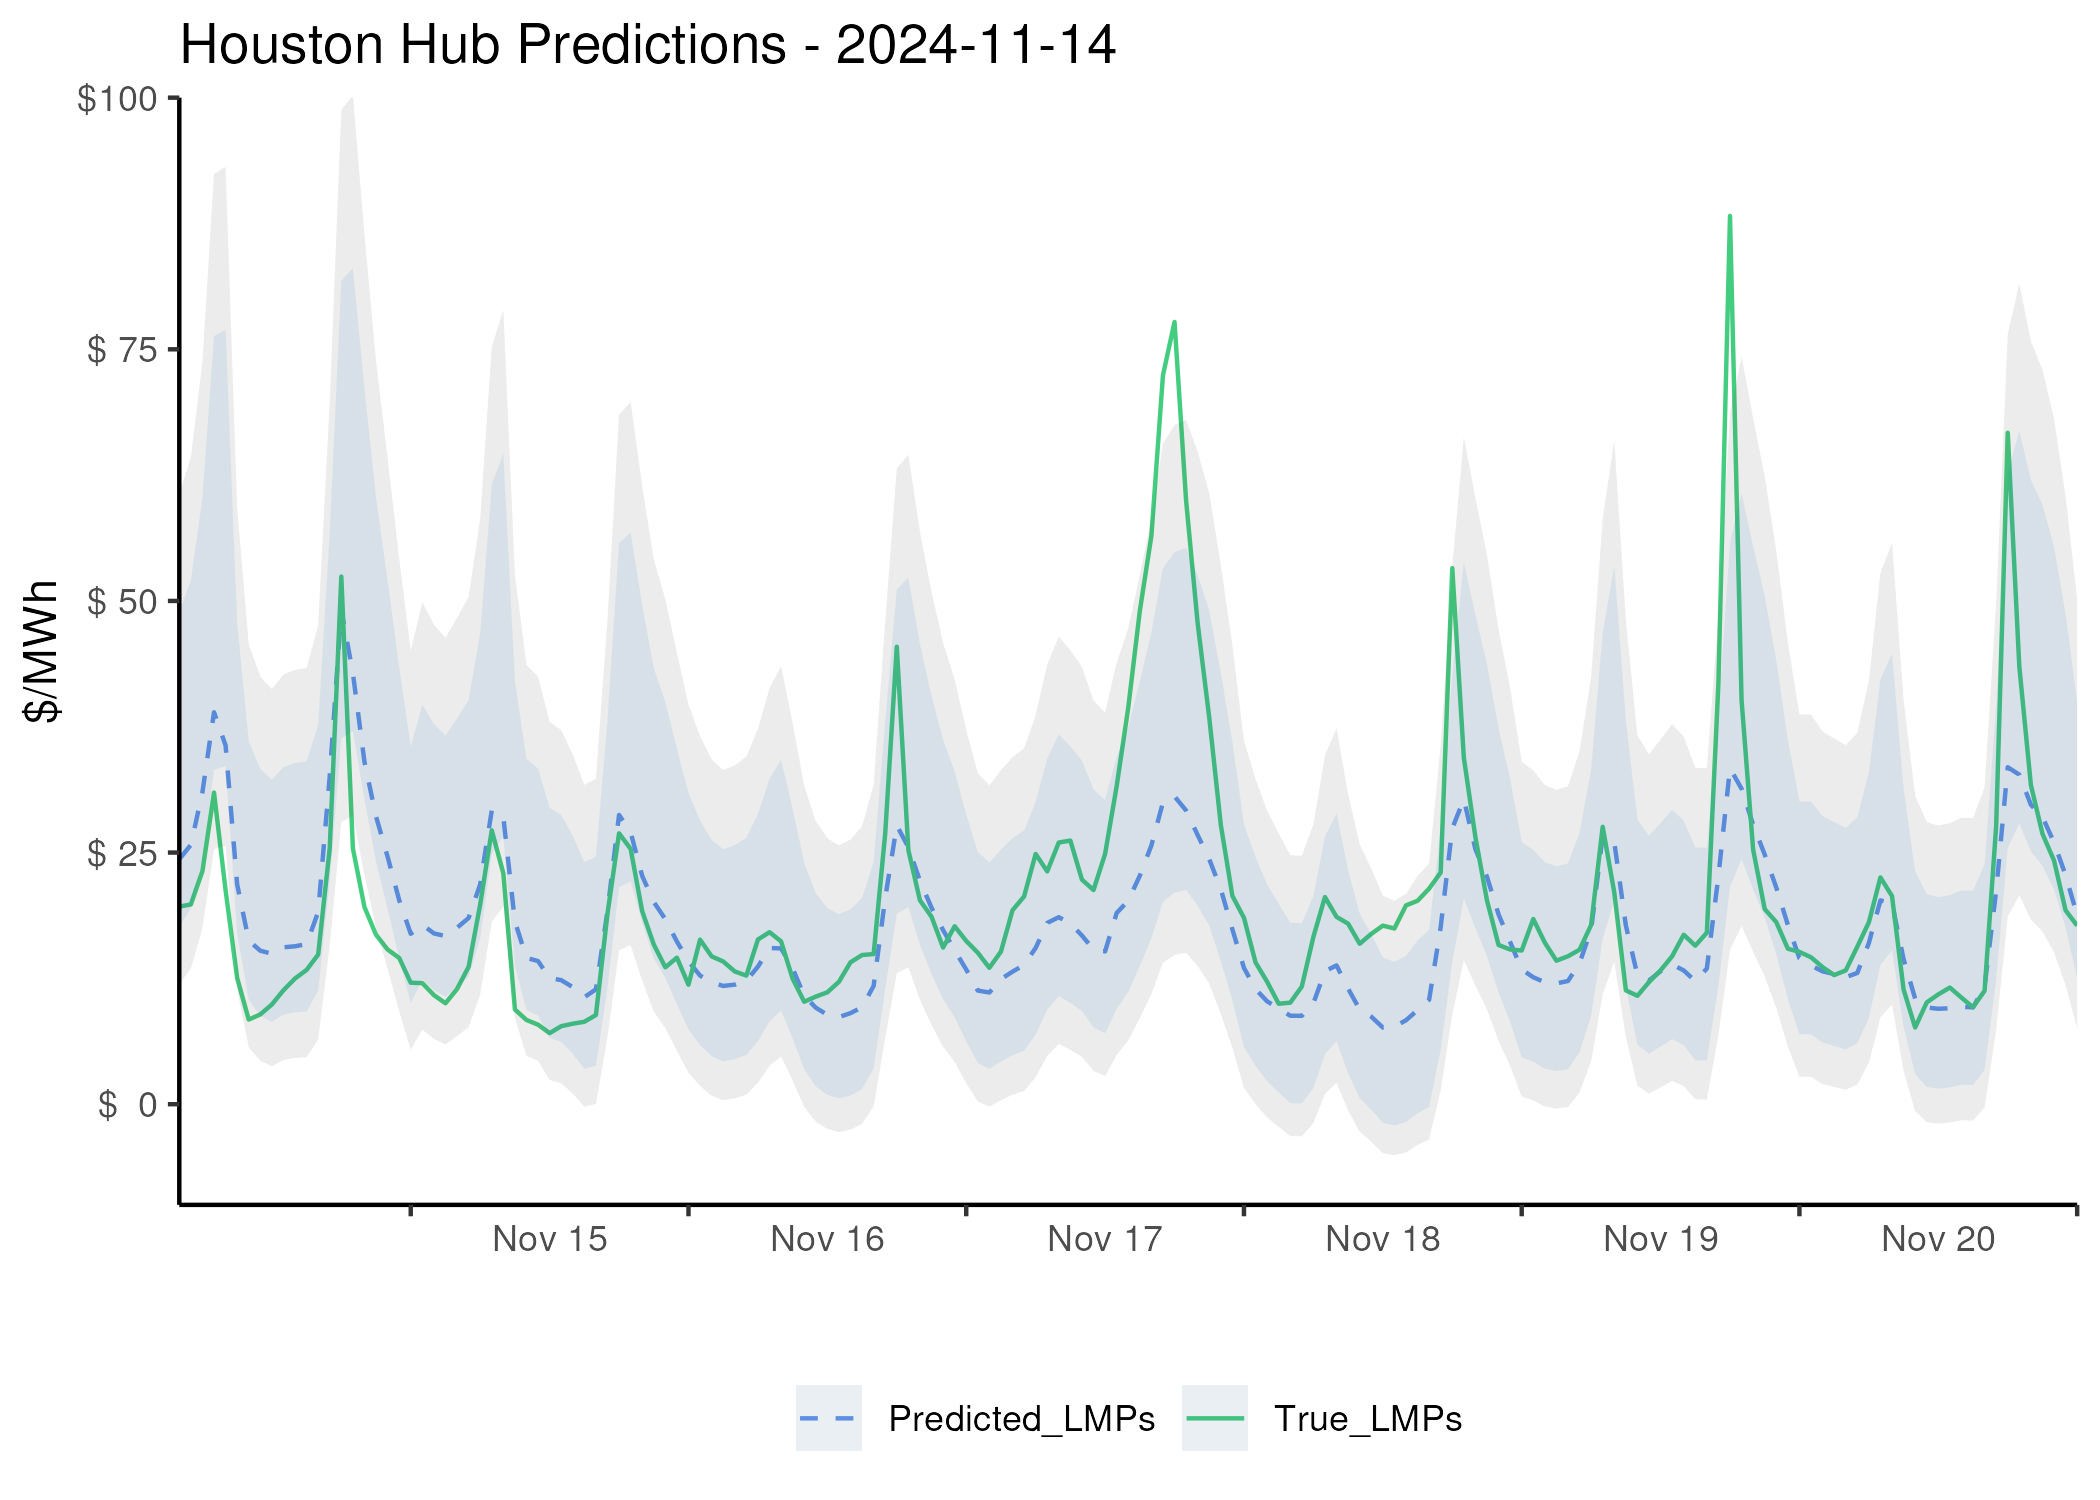 Houston Hub Predictions - 2024-11-14
$100
$ 75
$ 50
$ 25
$ 0
$/MWh
Nov 15 Nov 16 Nov 17 Nov 18 Nov 19 Nov 20
Predicted_LMPs True_LMPs